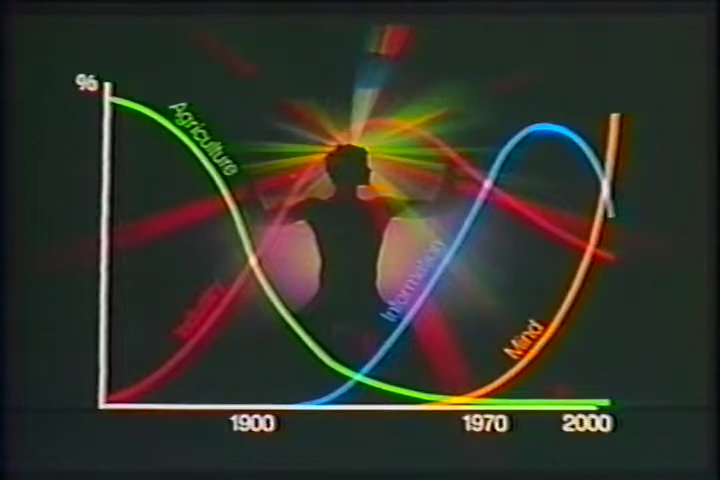 %
Agriculture
Industry
Information
Mind
1900
1970
2000